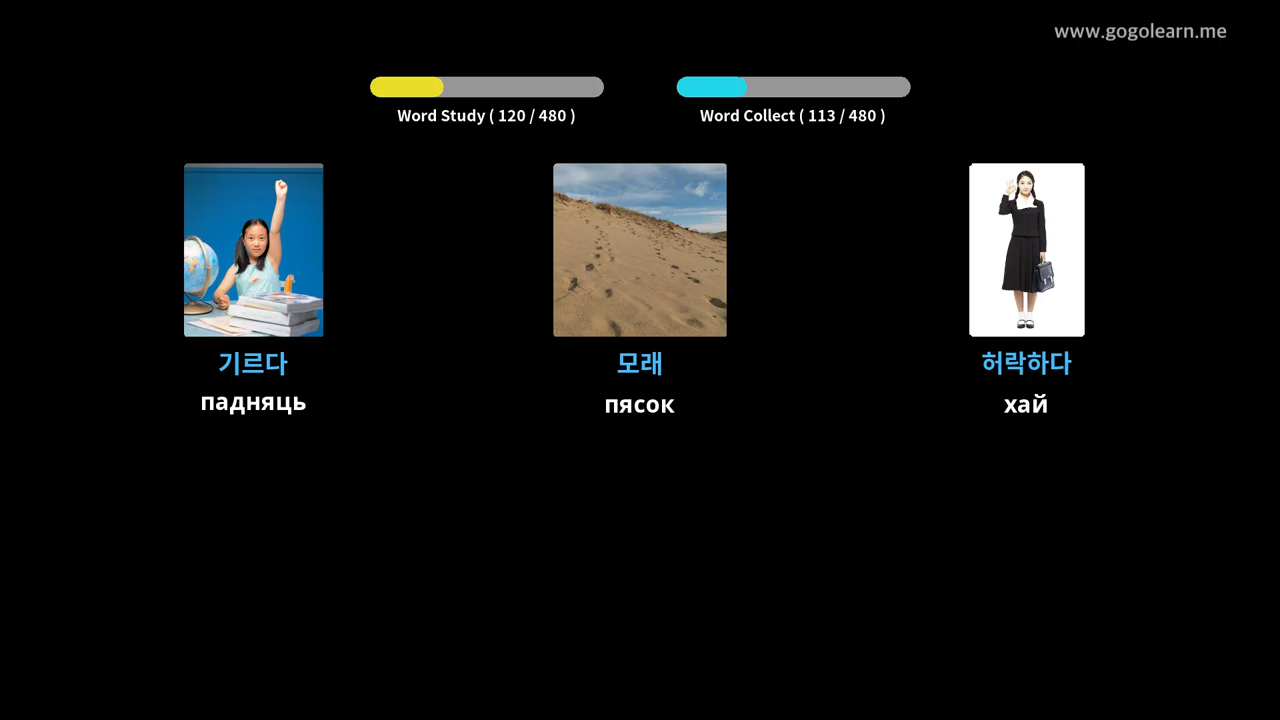 www.gogolearn.me
Word Study ( 120 / 480 )
Word Collect ( 113 / 480 )
기르다
모래
허락하다
падняць
пясок
хай